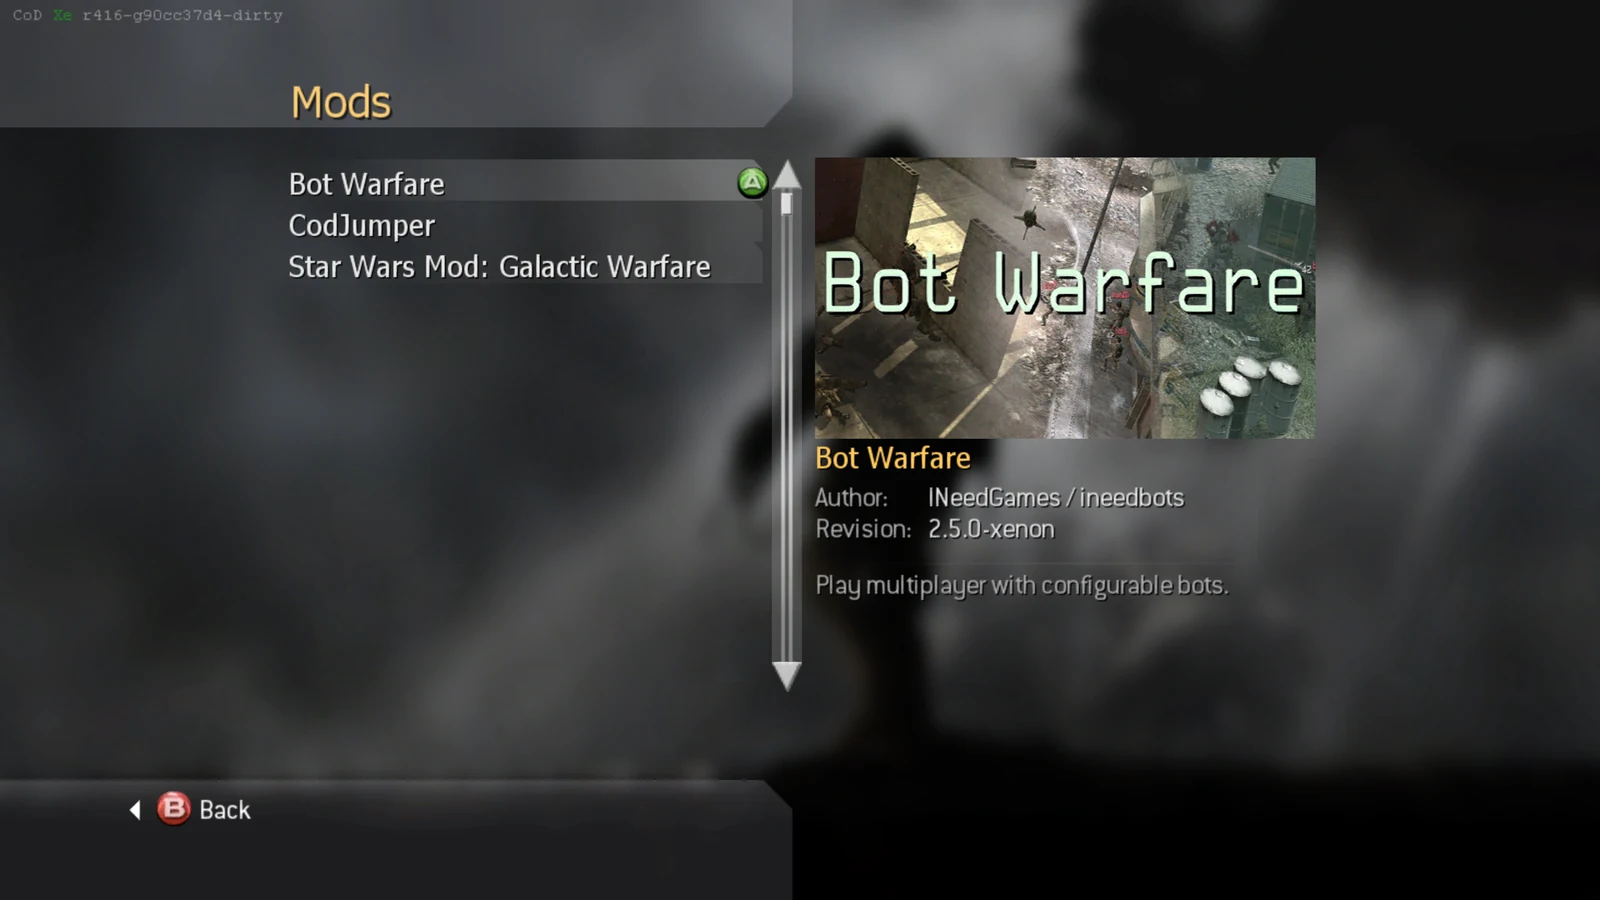 CoD Xe r416-g90cc37d4-dirty
Mods
Bot Warfare
A
CodJumper
Star Wars Mod: Galactic Warfare
Bot Warfare
Bot Warfare
Author: INeedGames / ineedbots
Revision: 2.5.0-xenon
Play multiplayer with configurable bots.
B Back